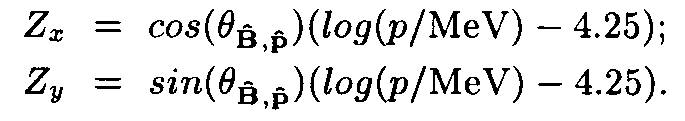 Z_x = cos(θ_{B̂,p̂})(log(p/MeV) − 4.25);
Z_y = sin(θ_{B̂,p̂})(log(p/MeV) − 4.25).